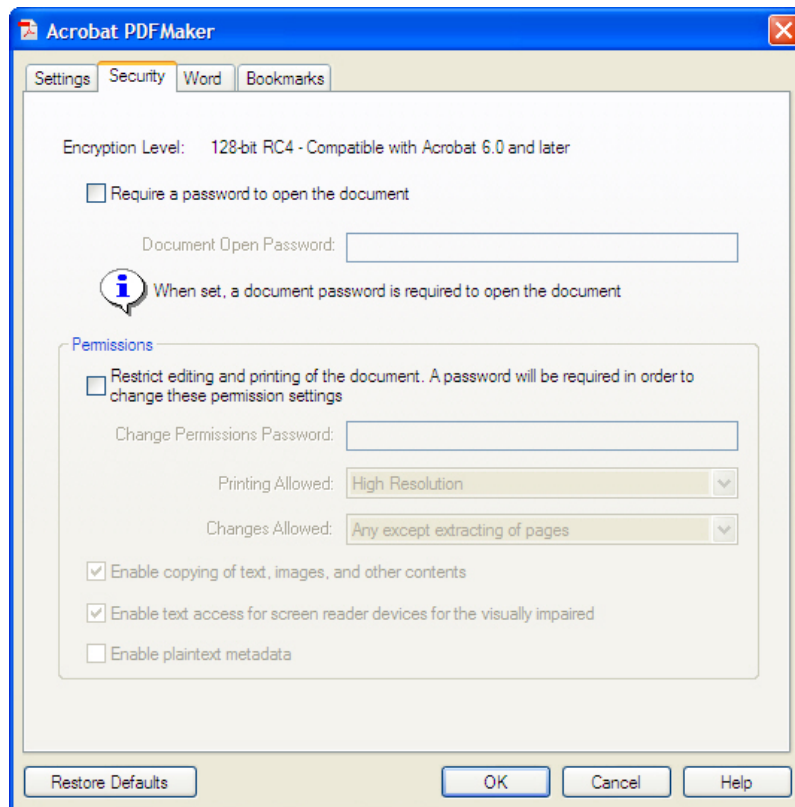 Acrobat PDFMaker
Settings Security Word Bookmarks
Encryption Level: 128-bit RC4 - Compatible with Acrobat 6.0 and later
Require a password to open the document
Document Open Password:
i When set, a document password is required to open the document
Permissions
Restrict editing and printing of the document. A password will be required in order to
change these permission settings
Change Permissions Password:
Printing Allowed: High Resolution
Changes Allowed: Any except extracting of pages
Enable copying of text, images, and other contents
Enable text access for screen reader devices for the visually impaired
Enable plaintext metadata
Restore Defaults OK Cancel Help